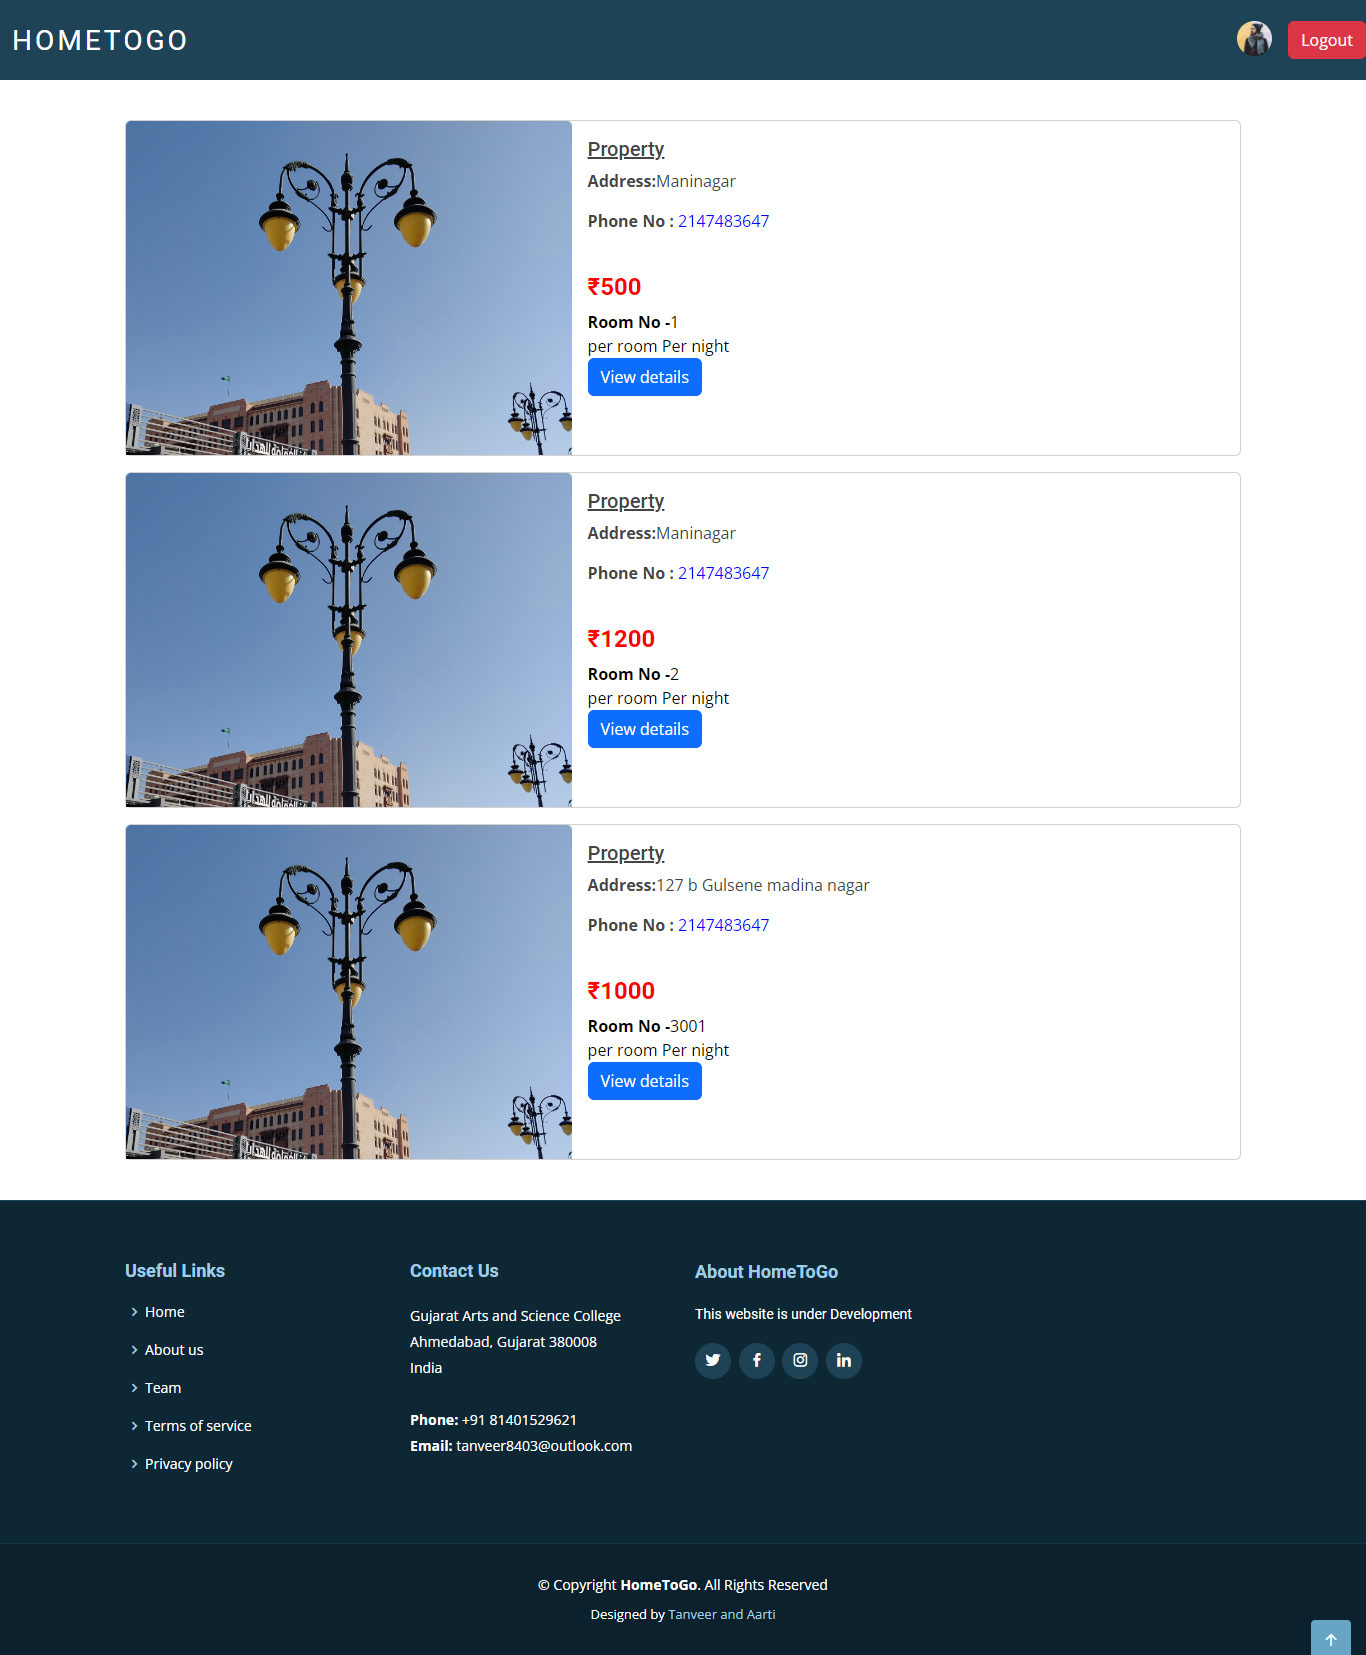 HOMETOGO
Logout
Property
Address:Maninagar
Phone No : 2147483647
₹500
Room No -1
per room Per night
View details
Property
Address:Maninagar
Phone No : 2147483647
₹1200
Room No -2
per room Per night
View details
Property
Address:127 b Gulsene madina nagar
Phone No : 2147483647
₹1000
Room No -3001
per room Per night
View details
Useful Links
Home
About us
Team
Terms of service
Privacy policy
Contact Us
Gujarat Arts and Science College
Ahmedabad, Gujarat 380008
India
Phone: +91 81401529621
Email: tanveer8403@outlook.com
About HomeToGo
This website is under Development
© Copyright HomeToGo. All Rights Reserved
Designed by Tanveer and Aarti